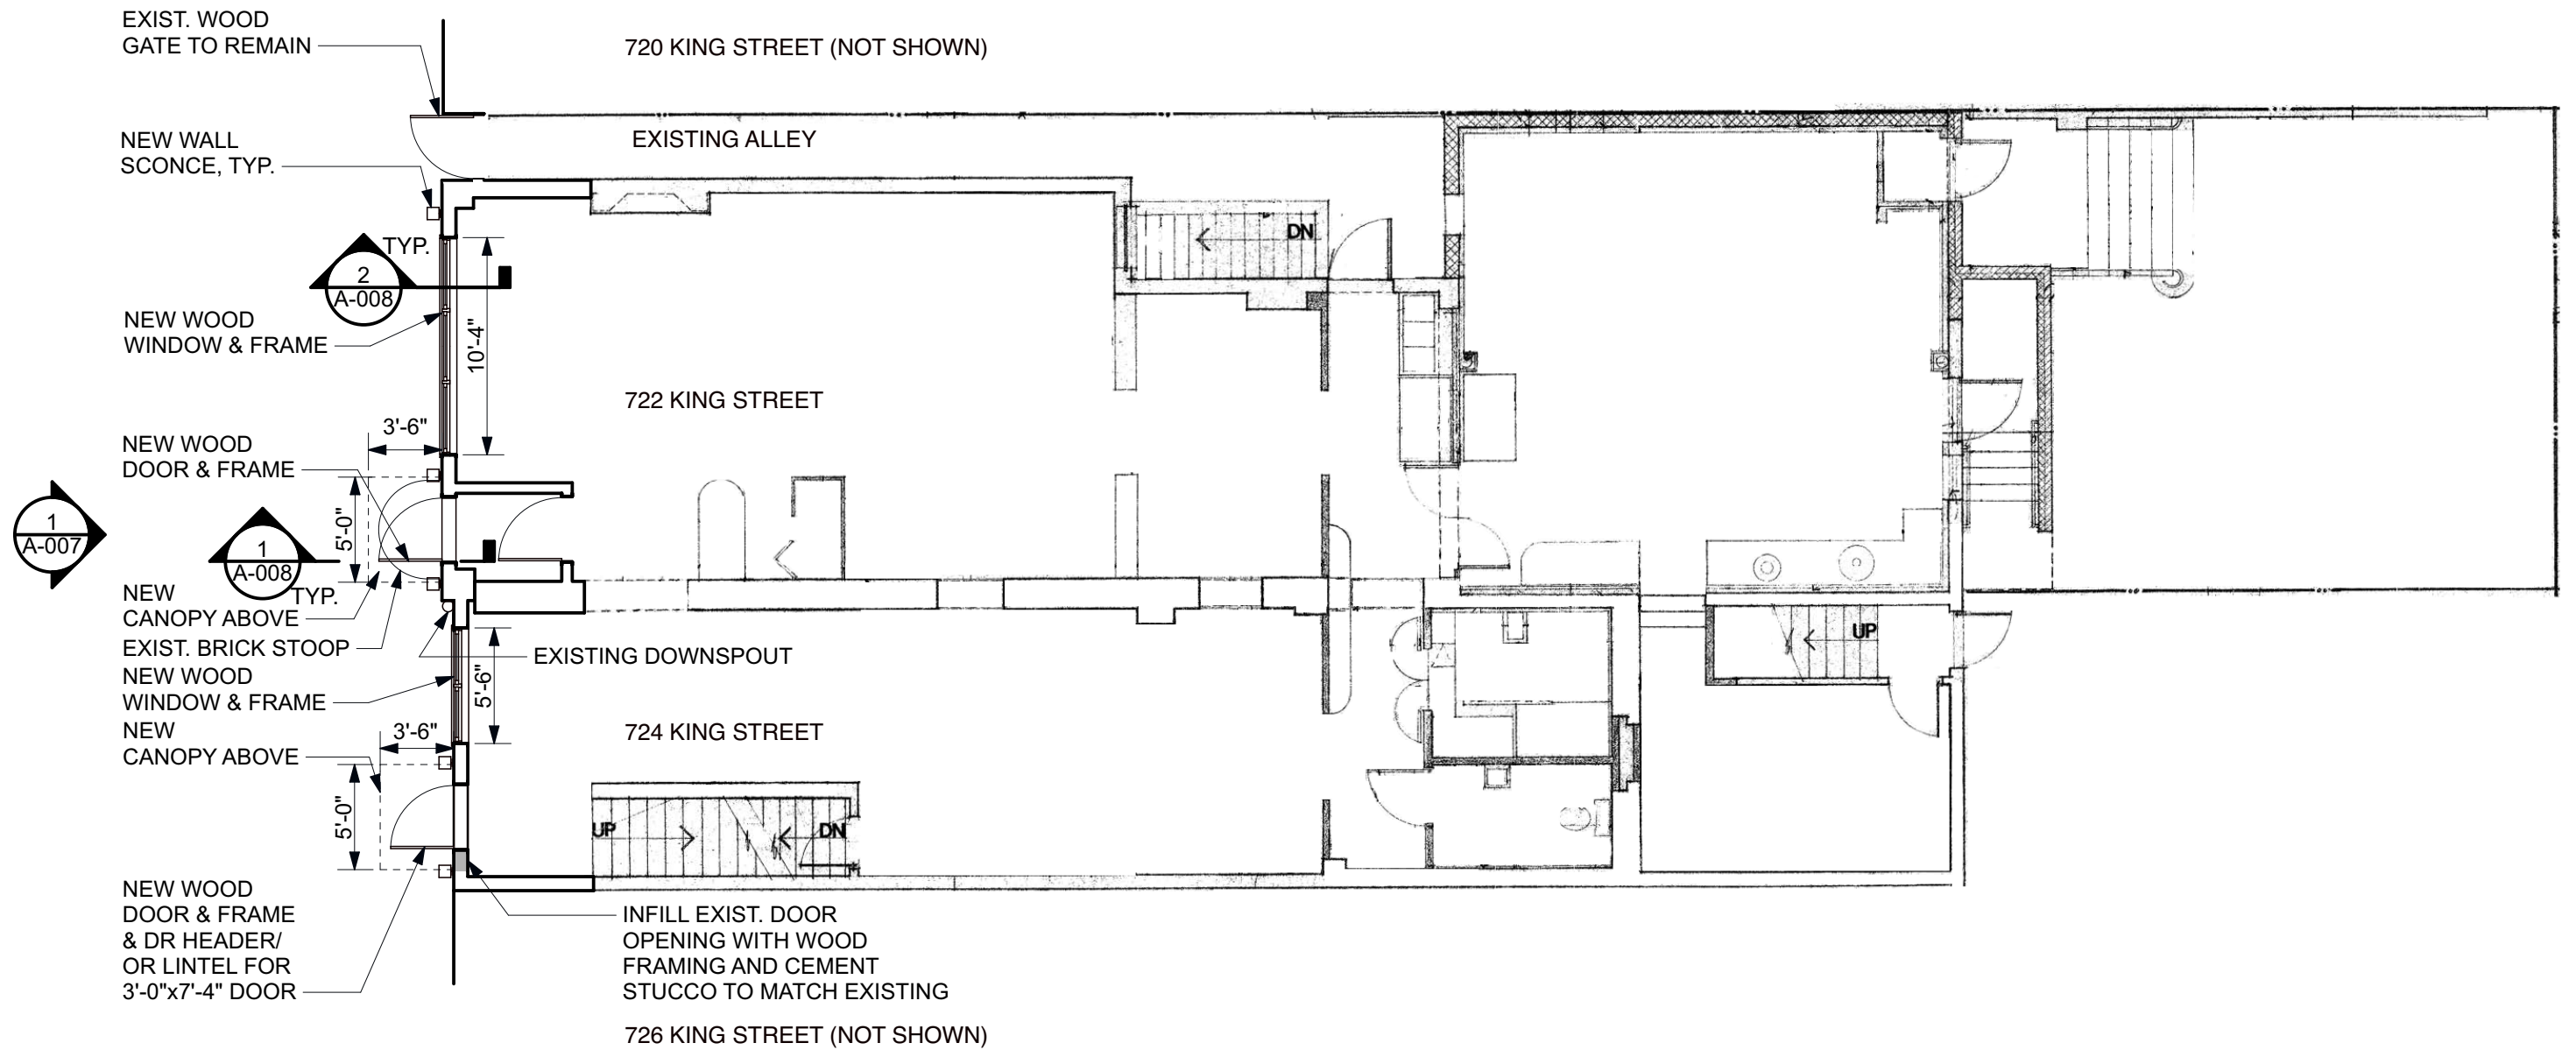 EXIST. WOOD
GATE TO REMAIN
720 KING STREET (NOT SHOWN)
NEW WALL
SCONCE, TYP.
EXISTING ALLEY
DN
TYP.
2
A-008
NEW WOOD
WINDOW & FRAME
10'-4"
722 KING STREET
3'-6"
NEW WOOD
DOOR & FRAME
5'-0"
1
A-007
1
A-008
TYP.
NEW
CANOPY ABOVE
EXIST. BRICK STOOP
EXISTING DOWNSPOUT
UP
NEW WOOD
WINDOW & FRAME
5'-6"
NEW
CANOPY ABOVE
3'-6"
724 KING STREET
5'-0"
UP
DN
NEW WOOD
DOOR & FRAME
& DR HEADER/
OR LINTEL FOR
3'-0"x7'-4" DOOR
INFILL EXIST. DOOR
OPENING WITH WOOD
FRAMING AND CEMENT
STUCCO TO MATCH EXISTING
726 KING STREET (NOT SHOWN)